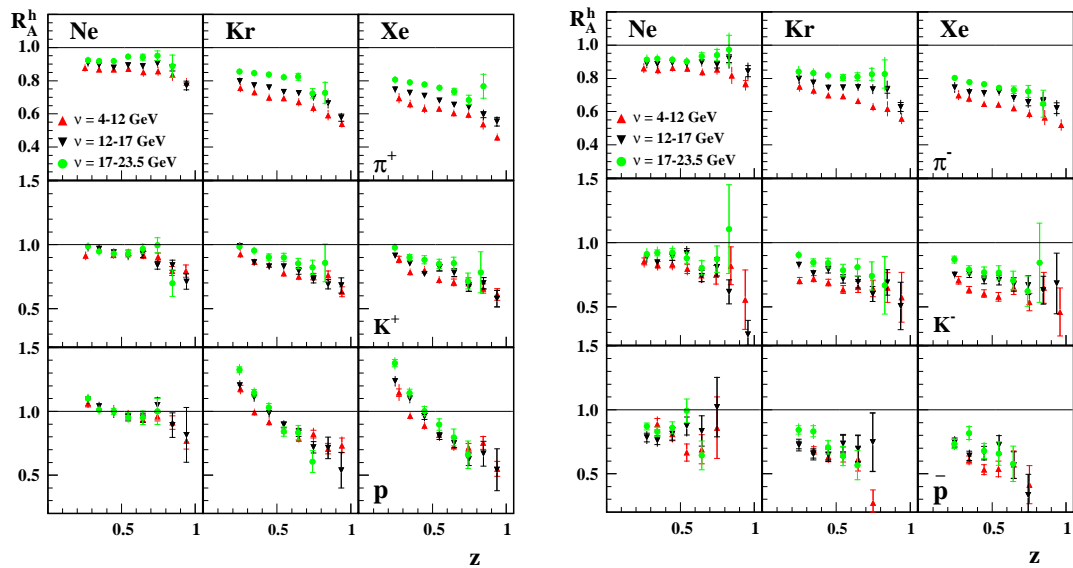 R_A^h Ne Kr Xe
1.0
0.8
0.6
0.4
ν = 4-12 GeV
ν = 12-17 GeV
ν = 17-23.5 GeV
π+
1.5
1.0
0.5
K+
1.5
1.0
0.5
p
0.5 1 0.5 1 0.5 1
z
R_A^h Ne Kr Xe
1.0
0.8
0.6
0.4
ν = 4-12 GeV
ν = 12-17 GeV
ν = 17-23.5 GeV
π-
1.5
1.0
0.5
K-
1.5
1.0
0.5
p̄
0.5 1 0.5 1 0.5 1
z